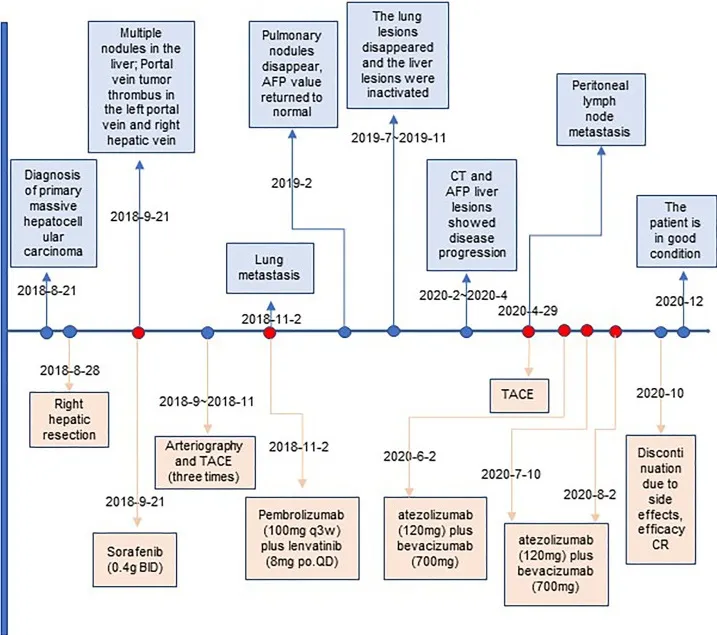 Multiple
nodules in the
liver; Portal
vein tumor
thrombus in
the left portal
vein and right
hepatic vein
Pulmonary
nodules
disappear,
AFP value
returned to
normal
The lung
lesions
disappeared
and the liver
lesions were
inactivated
Peritoneal
lymph
node
metastasis
Diagnosis
of primary
massive
hepatocell
ular
carcinoma
2018-9-21
2019-2
2019-7~2019-11
CT and
AFP liver
lesions
showed
disease
progression
The
patient is
in good
condition
Lung
metastasis
2018-8-21
2018-11-2
2020-2~2020-4
2020-4-29
2020-12
2018-8-28
Right
hepatic
resection
2018-9~2018-11
Arteriography
and TACE
(three times)
2018-11-2
TACE
2020-10
2020-6-2
2020-7-10
2020-8-2
2018-9-21
Sorafenib
(0.4g BID)
Pembrolizumab
(100mg q3w)
plus lenvatinib
(8mg po.QD)
atezolizumab
(120mg) plus
bevacizumab
(700mg)
atezolizumab
(120mg) plus
bevacizumab
(700mg)
Disconti
nuation
due to
side
effects,
efficacy
CR